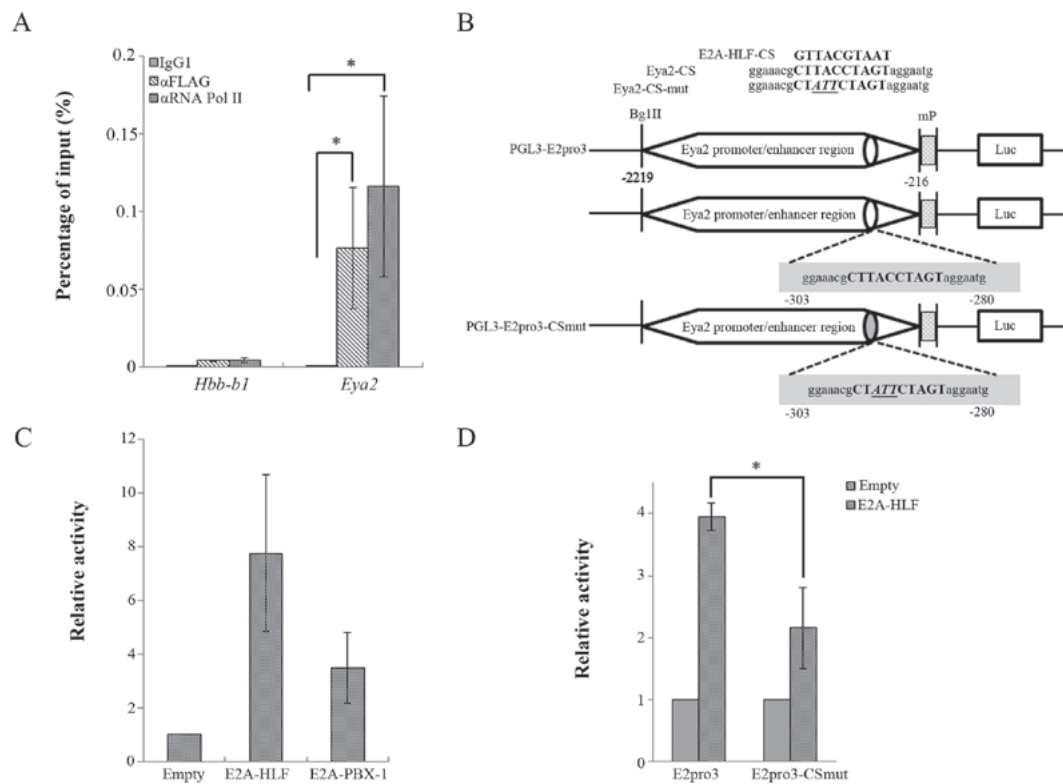 A
Percentage of input (%)
0.2
0.15
0.1
0.05
0
IgG1
αFLAG
αRNA Pol II
*
*
Hbb-b1
Eya2
B
E2A-HLF-CS GTTACGTAAT
Eya2-CS ggaaacgCTTACCTAGTaggaatg
Eya2-CS-mut ggaaacgCTATTCTAGTaggaatg
Bg1II
mP
PGL3-E2pro3
Eya2 promoter/enhancer region
Luc
-2219
-216
Eya2 promoter/enhancer region
Luc
ggaaacgCTTACCTAGTaggaatg
-303
-280
PGL3-E2pro3-CSmut
Eya2 promoter/enhancer region
Luc
ggaaacgCTATTCTAGTaggaatg
-303
-280
C
Relative activity
12
10
8
6
4
2
0
Empty
E2A-HLF
E2A-PBX-1
D
Relative activity
4
3
2
1
0
*
Empty
E2A-HLF
E2pro3
E2pro3-CSmut